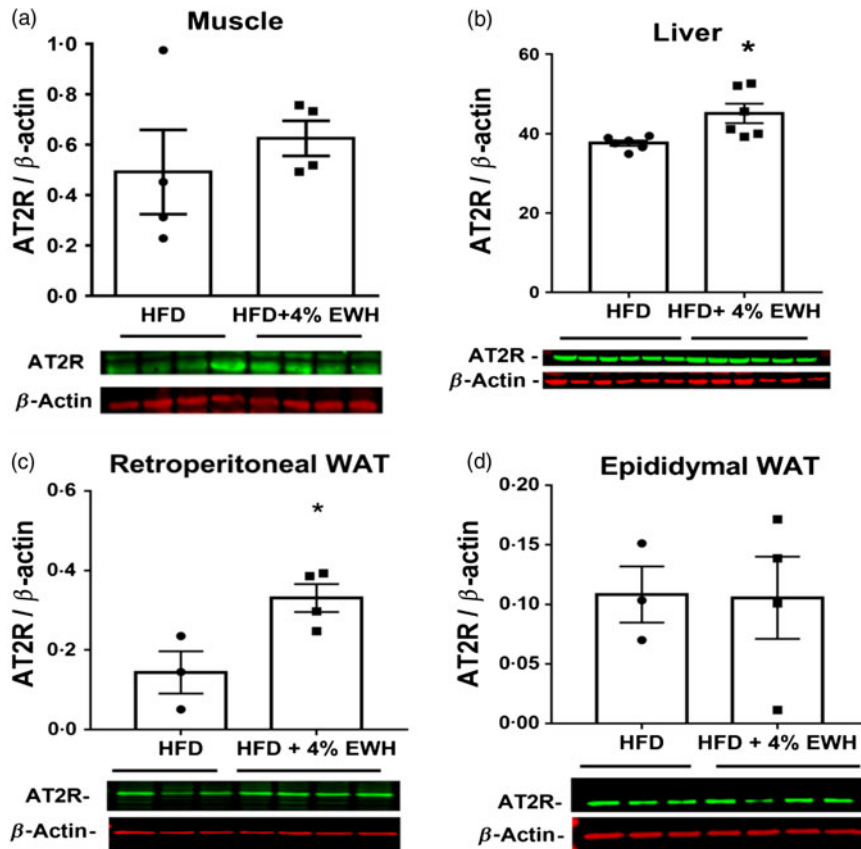 (a)
Muscle
1·0
0·8
0·6
0·4
0·2
0·0
AT2R / β-actin
HFD HFD+4% EWH
AT2R
β-Actin
(b)
Liver
*
60
40
20
0
AT2R / β-actin
HFD HFD+ 4% EWH
AT2R -
β-Actin -
(c)
Retroperitoneal WAT
0·6
*
0·4
0·2
0·0
AT2R / β-actin
HFD HFD + 4% EWH
AT2R-
β-Actin-
(d)
Epididymal WAT
0·20
0·15
0·10
0·05
0·00
AT2R / β-actin
HFD HFD + 4% EWH
AT2R-
β-Actin-